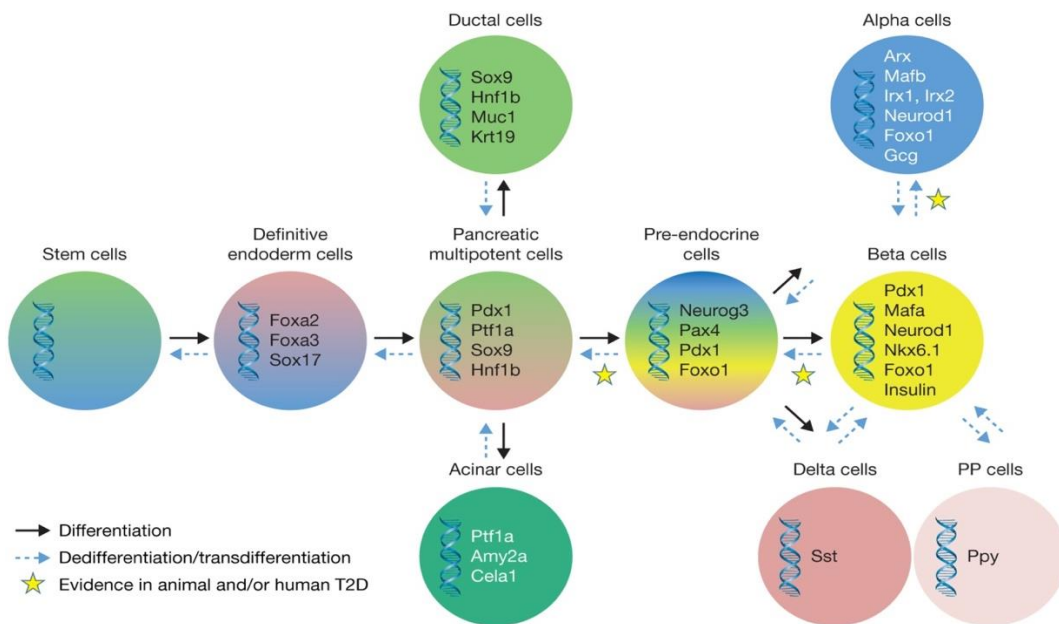 Ductal cells
Sox9
Hnf1b
Muc1
Krt19
Alpha cells
Arx
Mafb
Irx1, Irx2
Neurod1
Foxo1
Gcg
Stem cells
Definitive
endoderm cells
Foxa2
Foxa3
Sox17
Pancreatic
multipotent cells
Pdx1
Ptf1a
Sox9
Hnf1b
Pre-endocrine
cells
Neurog3
Pax4
Pdx1
Foxo1
Beta cells
Pdx1
Mafa
Neurod1
Nkx6.1
Foxo1
Insulin
Acinar cells
Ptf1a
Amy2a
Cela1
Delta cells
Sst
PP cells
Ppy
Differentiation
Dedifferentiation/transdifferentiation
Evidence in animal and/or human T2D